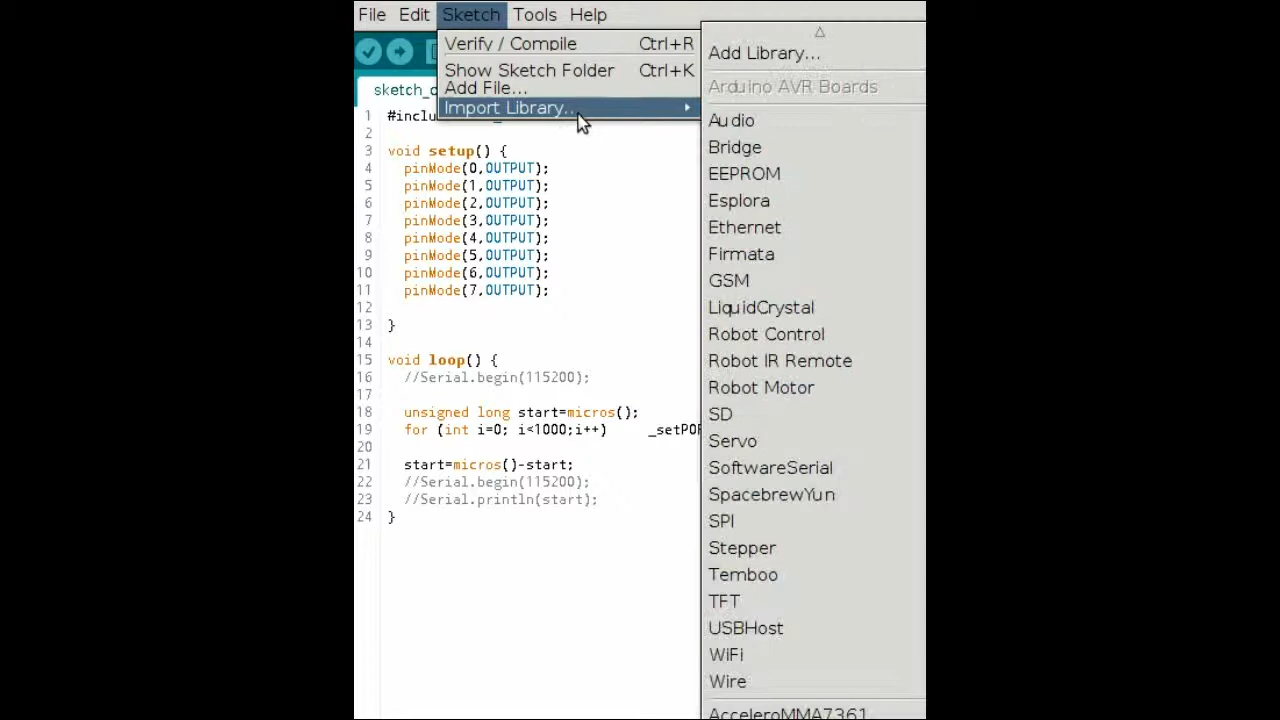 File Edit Sketch Tools Help
Verify / Compile Ctrl+R
Show Sketch Folder Ctrl+K
Add File...
Import Library...
Add Library...
Arduino AVR Boards
Audio
Bridge
EEPROM
Esplora
Ethernet
Firmata
GSM
LiquidCrystal
Robot Control
Robot IR Remote
Robot Motor
SD
Servo
SoftwareSerial
SpacebrewYun
SPI
Stepper
Temboo
TFT
USBHost
WiFi
Wire
AcceleroMMA7361
1 #inclu
2
3 void setup() {
4 pinMode(0,OUTPUT);
5 pinMode(1,OUTPUT);
6 pinMode(2,OUTPUT);
7 pinMode(3,OUTPUT);
8 pinMode(4,OUTPUT);
9 pinMode(5,OUTPUT);
10 pinMode(6,OUTPUT);
11 pinMode(7,OUTPUT);
12
13 }
14
15 void loop() {
16 //Serial.begin(115200);
17
18 unsigned long start=micros();
19 for (int i=0; i<1000;i++) _setPO
20
21 start=micros()-start;
22 //Serial.begin(115200);
23 //Serial.println(start);
24 }